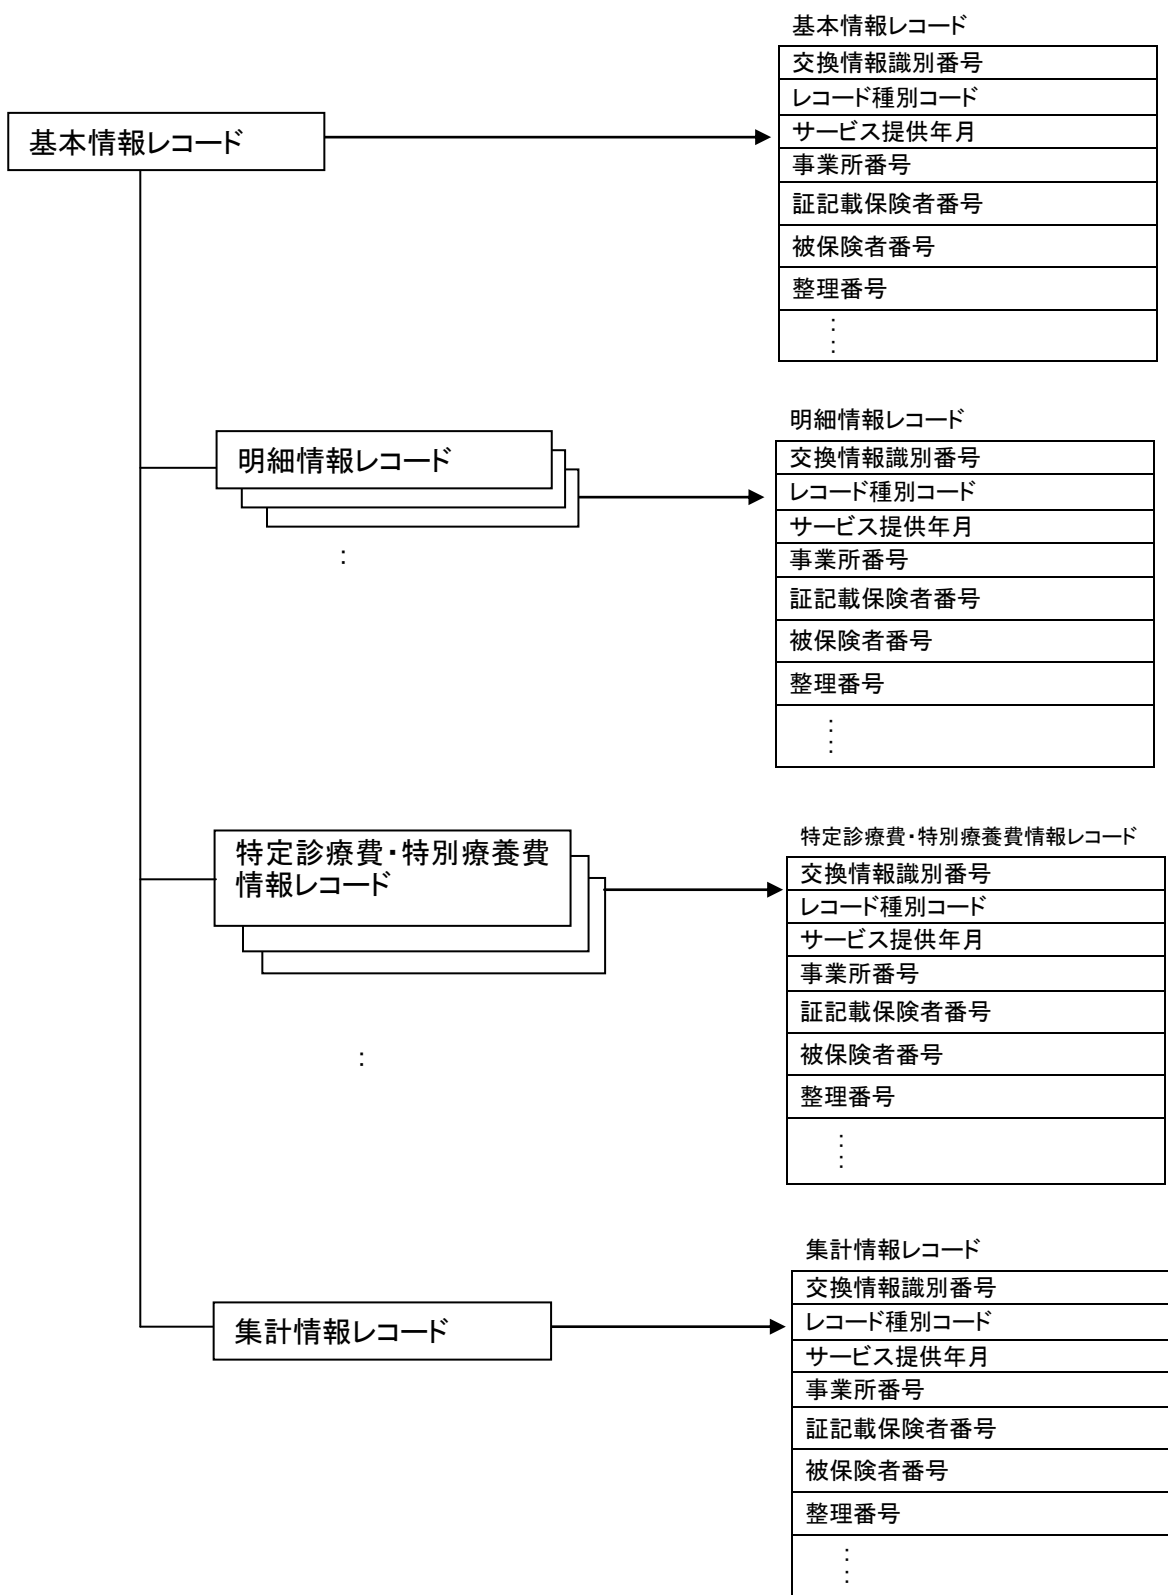 基本情報レコード
基本情報レコード
交換情報識別番号
レコード種別コード
サービス提供年月
事業所番号
証記載保険者番号
被保険者番号
整理番号
：
：
明細情報レコード
：
明細情報レコード
交換情報識別番号
レコード種別コード
サービス提供年月
事業所番号
証記載保険者番号
被保険者番号
整理番号
：
：
特定診療費・特別療養費
情報レコード
：
特定診療費・特別療養費情報レコード
交換情報識別番号
レコード種別コード
サービス提供年月
事業所番号
証記載保険者番号
被保険者番号
整理番号
：
：
集計情報レコード
集計情報レコード
交換情報識別番号
レコード種別コード
サービス提供年月
事業所番号
証記載保険者番号
被保険者番号
整理番号
：
：